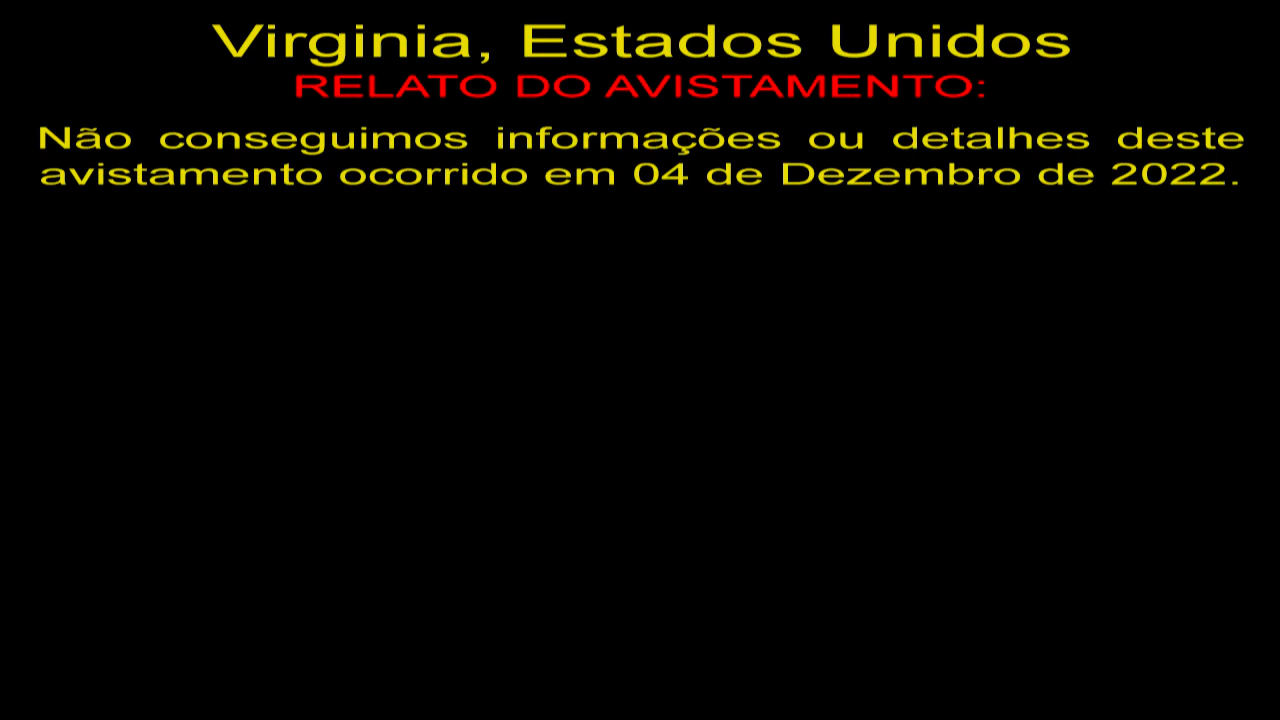 Virginia, Estados Unidos
RELATO DO AVISTAMENTO:
Não conseguimos informações ou detalhes deste
avistamento ocorrido em 04 de Dezembro de 2022.